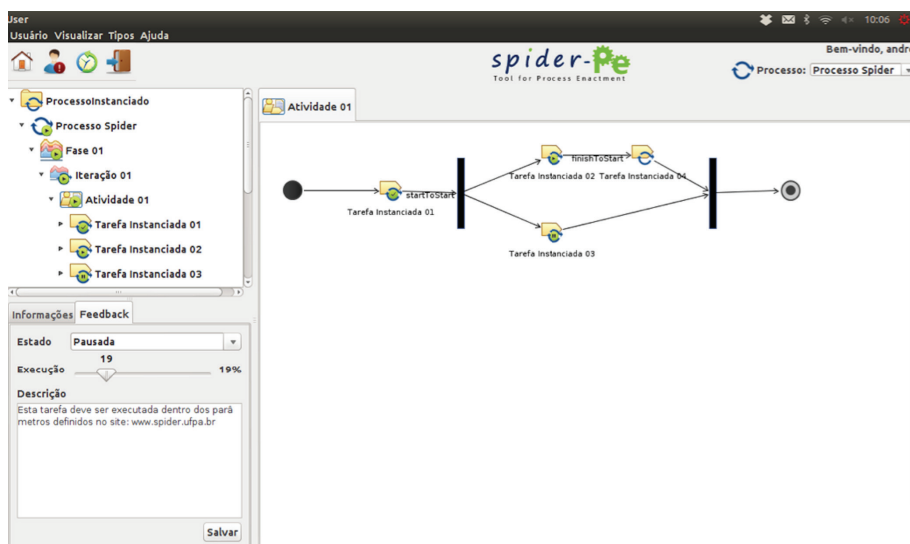 User
10:06
Usuário Visualizar Tipos Ajuda
spider-Pe
Tool for Process Enactment
Bem-vindo, andr
Processo: Processo Spider
ProcessoInstanciado
Processo Spider
Fase 01
Iteração 01
Atividade 01
Tarefa Instanciada 01
Tarefa Instanciada 02
Tarefa Instanciada 03
Atividade 01
startToStart
Tarefa Instanciada 01
finishToStart
Tarefa Instanciada 02
Tarefa Instanciada 04
Tarefa Instanciada 03
Informações Feedback
Estado Pausada
19
Execução 19%
Descrição
Esta tarefa deve ser executada dentro dos pará
metros definidos no site: www.spider.ufpa.br
Salvar